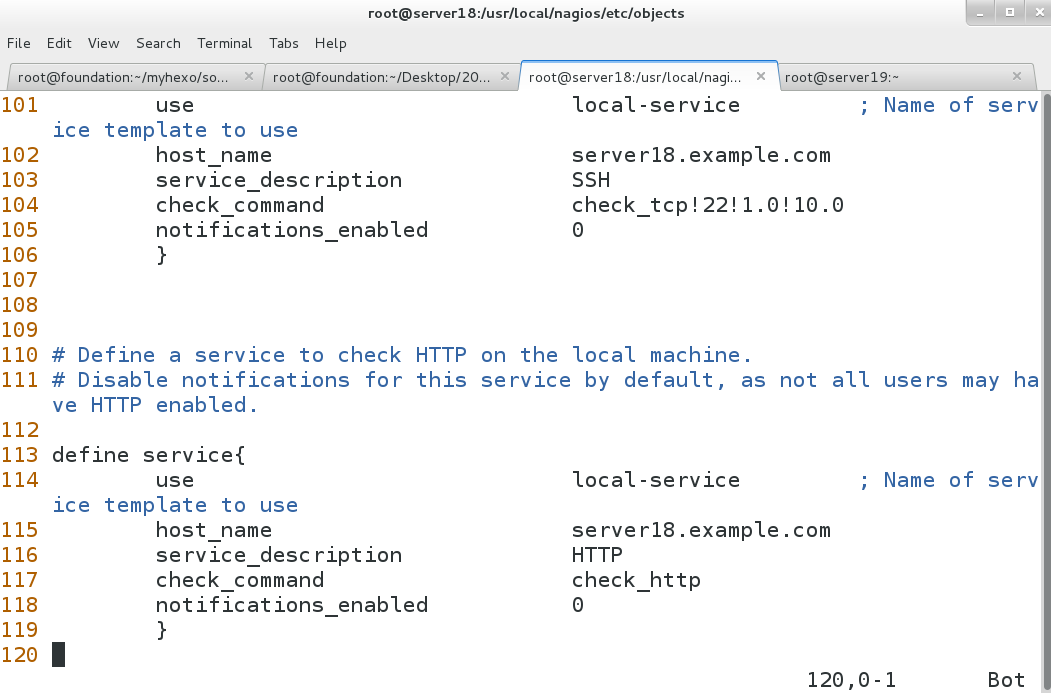 root@server18:/usr/local/nagios/etc/objects
File Edit View Search Terminal Tabs Help
root@foundation:~/myhexo/so... × root@foundation:~/Desktop/20... × root@server18:/usr/local/nagi... × root@server19:~ ×
101         use                             local-service         ; Name of serv
ice template to use
102         host_name                       server18.example.com
103         service_description             SSH
104         check_command                   check_tcp!22!1.0!10.0
105         notifications_enabled           0
106         }
107
108
109
110 # Define a service to check HTTP on the local machine.
111 # Disable notifications for this service by default, as not all users may ha
ve HTTP enabled.
112
113 define service{
114         use                             local-service         ; Name of serv
ice template to use
115         host_name                       server18.example.com
116         service_description             HTTP
117         check_command                   check_http
118         notifications_enabled           0
119         }
120
120,0-1 Bot